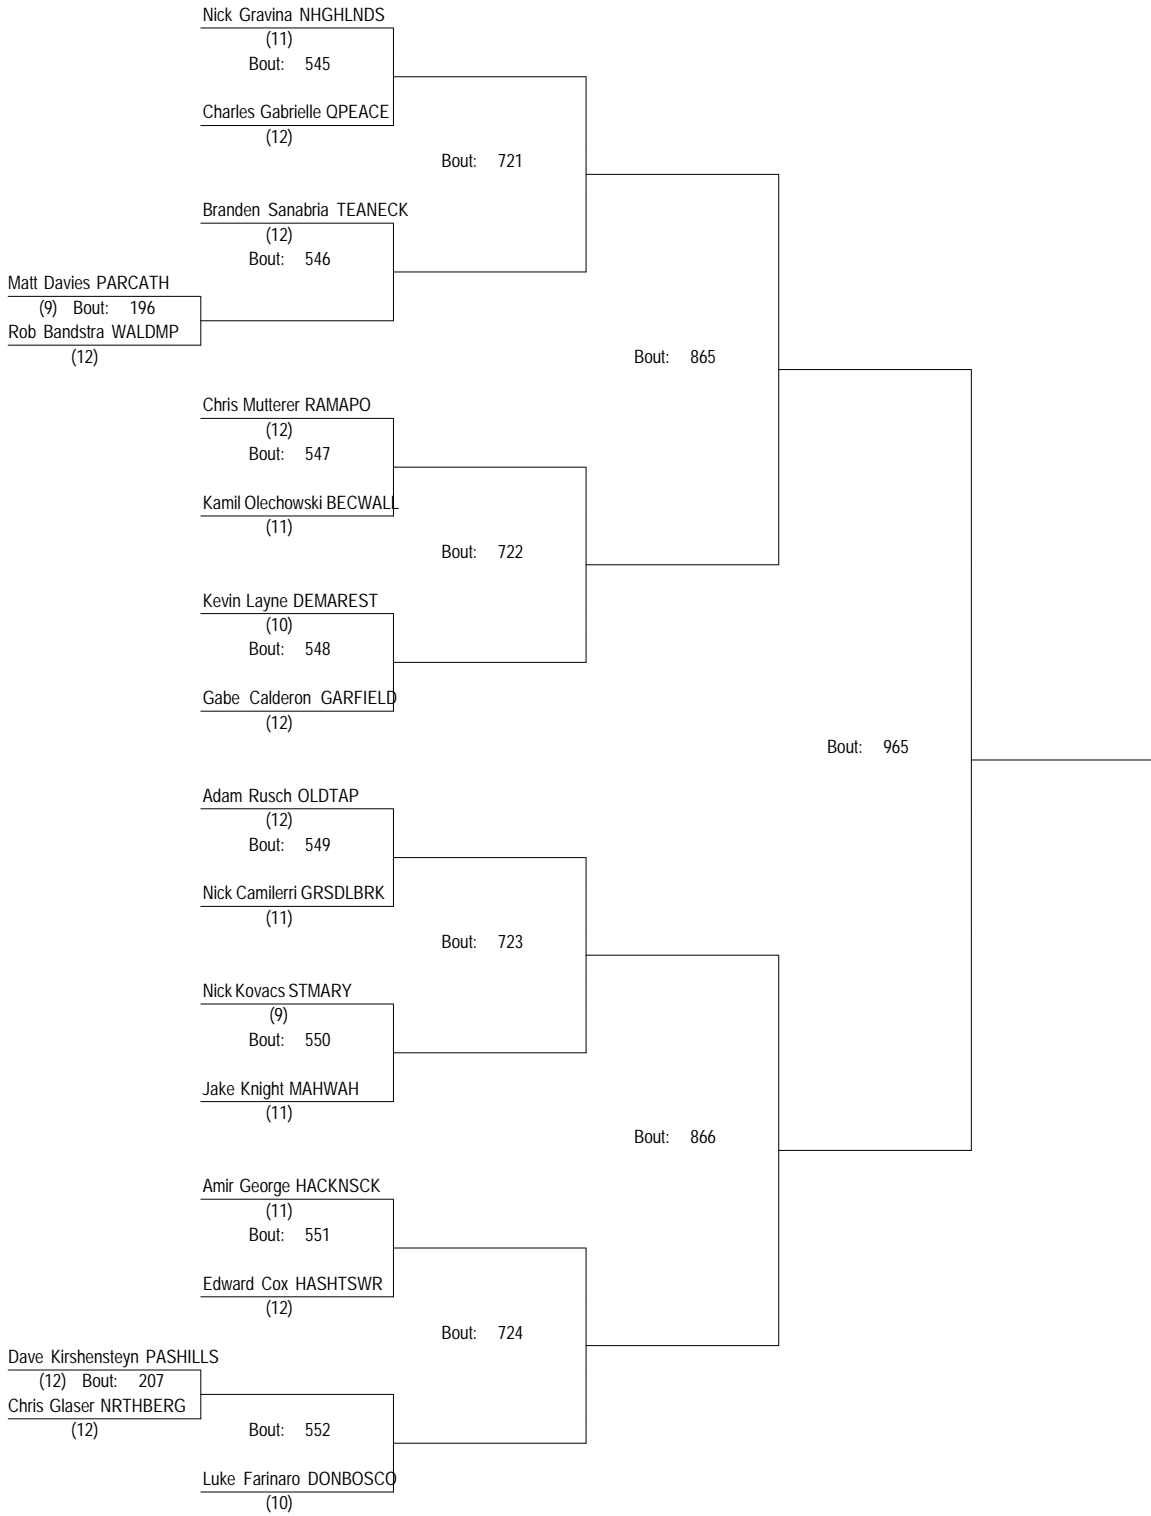 Nick Gravina NHGHLNDS
(11)
Bout: 545
Charles Gabrielle QPEACE
(12)
Bout: 721
Branden Sanabria TEANECK
(12)
Bout: 546
Matt Davies PARCATH
(9) Bout: 196
Rob Bandstra WALDMP
(12)
Bout: 865
Chris Mutterer RAMAPO
(12)
Bout: 547
Kamil Olechowski BECWALL
(11)
Bout: 722
Kevin Layne DEMAREST
(10)
Bout: 548
Gabe Calderon GARFIELD
(12)
Bout: 965
Adam Rusch OLDTAP
(12)
Bout: 549
Nick Camilerri GRSDLBRK
(11)
Bout: 723
Nick Kovacs STMARY
(9)
Bout: 550
Jake Knight MAHWAH
(11)
Bout: 866
Amir George HACKNSCK
(11)
Bout: 551
Edward Cox HASHTSWR
(12)
Bout: 724
Dave Kirshensteyn PASHILLS
(12) Bout: 207
Chris Glaser NRTHBERG
(12)
Bout: 552
Luke Farinaro DONBOSCO
(10)